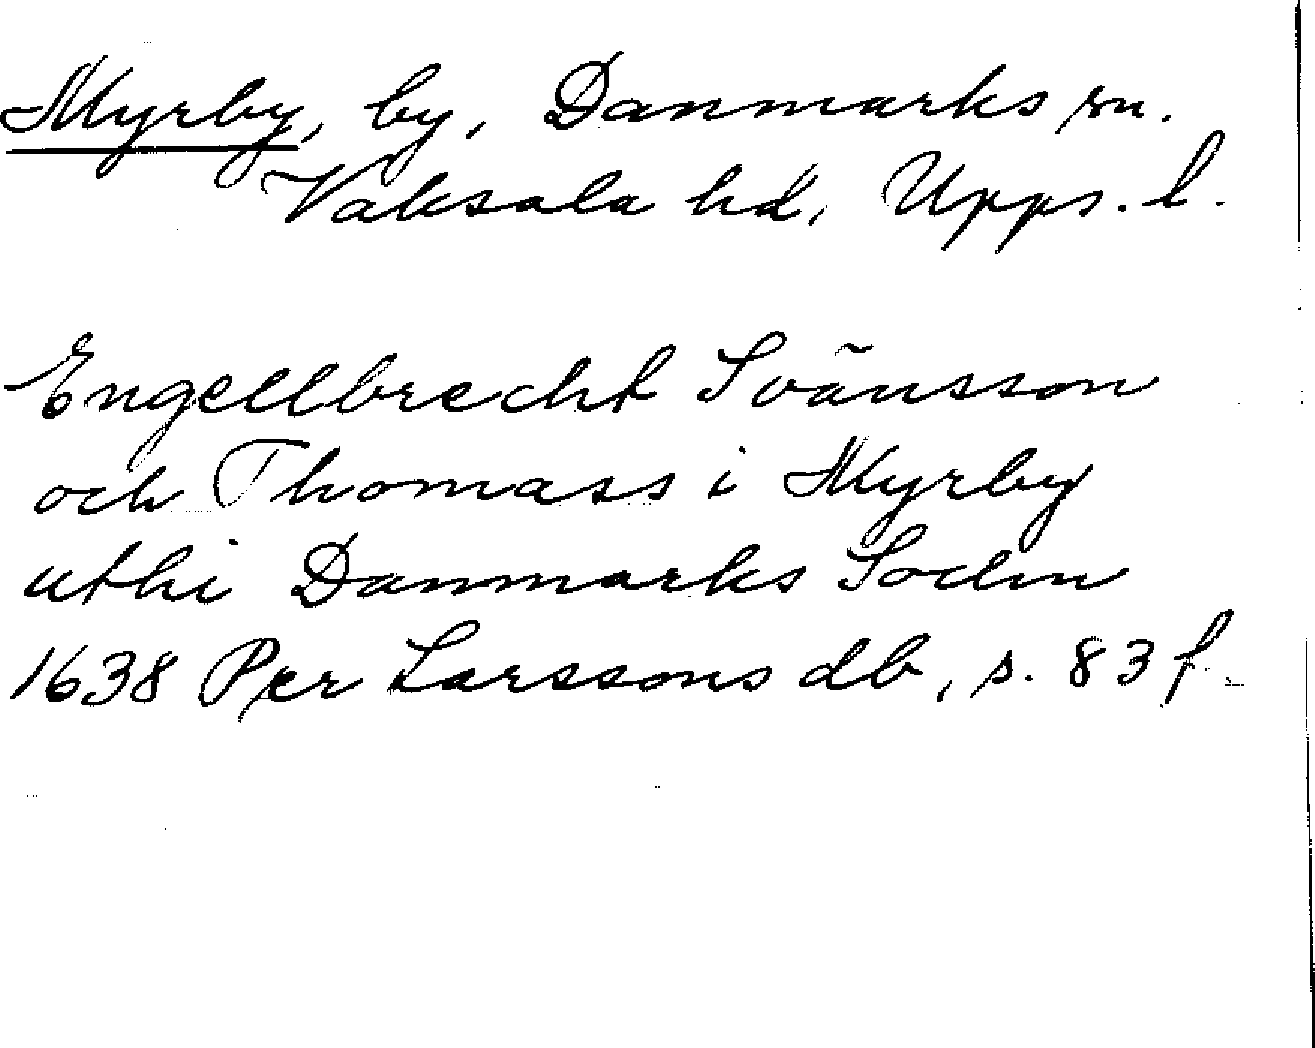 Myrby, by, Danmarks sn.
Vaksala hd, Upps. l.
Engellbrecht Swänsson
och Thomass i Myrby
uthi Danmarks Sochn
1638 Per Larssons db, s. 83 f.